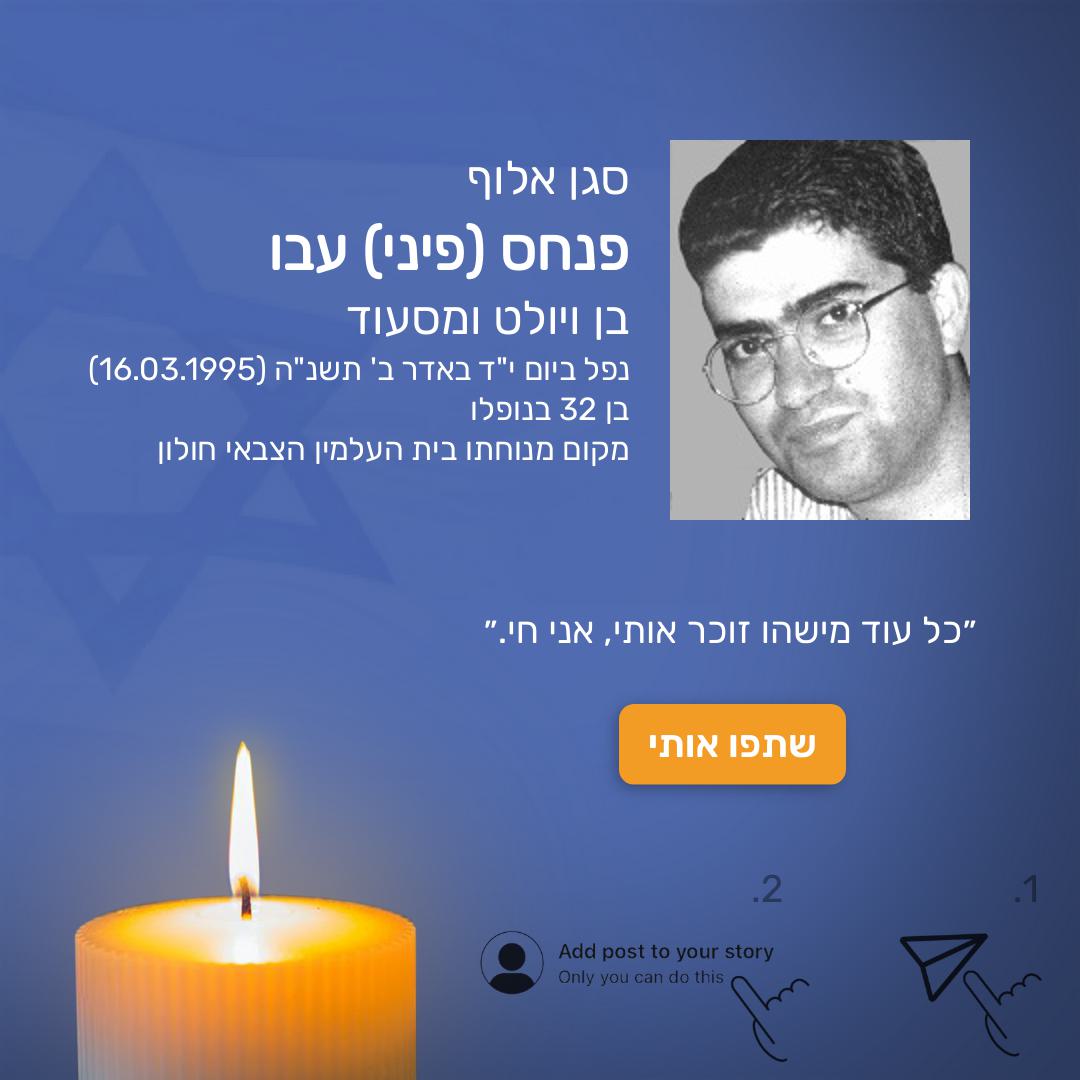 סגן אלוף
פנחס (פיני) עבו
בן ויולט ומסעוד
נפל ביום י"ד באדר ב' תשנ"ה (16.03.1995)
בן 32 בנופלו
מקום מנוחתו בית העלמין הצבאי חולון
״כל עוד מישהו זוכר אותי, אני חי.״
שתפו אותי
1.
2.
Add post to your story
Only you can do this